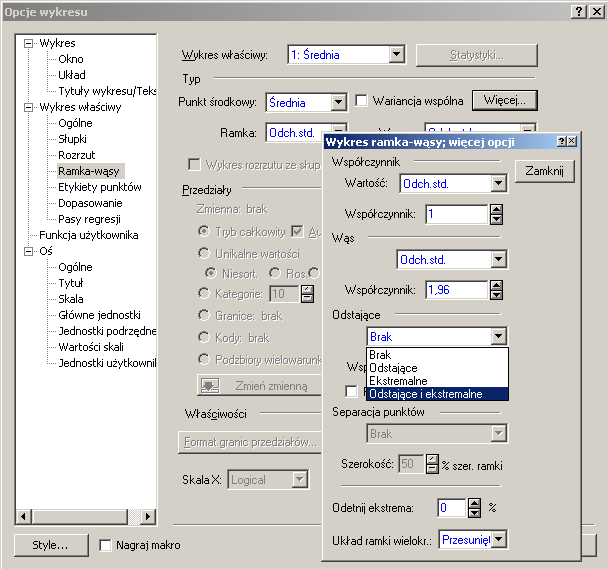 Opcje wykresu
Wykres
Okno
Układ
Tytuły wykresu/Teks
Wykres właściwy
Ogólne
Słupki
Rozrzut
Ramka-wąsy
Etykiety punktów
Dopasowanie
Pasy regresji
Funkcja użytkownika
Oś
Ogólne
Tytuł
Skala
Główne jednostki
Jednostki podrzędne
Wartości skali
Jednostki użytkownil
Wykres właściwy: 1: Średnia Statystyki...
Typ
Punkt środkowy: Średnia Wariancja wspólna Więcej...
Ramka: Odch.std.
Wykres rozrzutu ze słup
Przedziały
Zmienna: brak
Tryb całkowity Au
Unikalne wartości
Niesort. Ros.
Kategorie: 10
Granice: brak
Kody: brak
Podzbiory wielowarunk
Zmień zmienną
Właściwości
Format granic przedziałów...
Skala X: Logical
Style... Nagraj makro
Wykres ramka-wąsy; więcej opcji
Współczynnik
Zamknij
Wartość: Odch.std.
Współczynnik: 1
Wąs
Odch.std.
Współczynnik: 1,96
Odstające
Brak
Brak
Odstające
Ekstremalne
Odstające i ekstremalne
Wsp
Separacja punktów
Brak
Szerokość: 50 % szer. ramki
Odetnij ekstrema: 0 %
Układ ramki wielokr.: Przesunięt